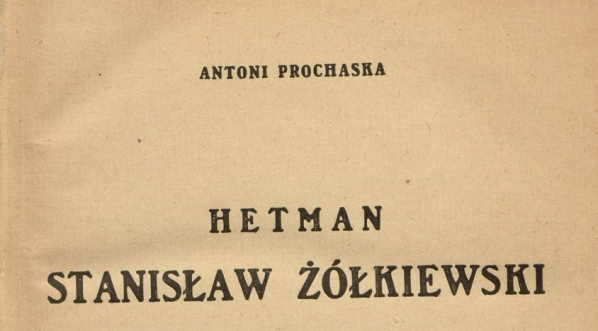 ANTONI PROCHASKA
HETMAN
STANISŁAW ŻÓŁKIEWSKI